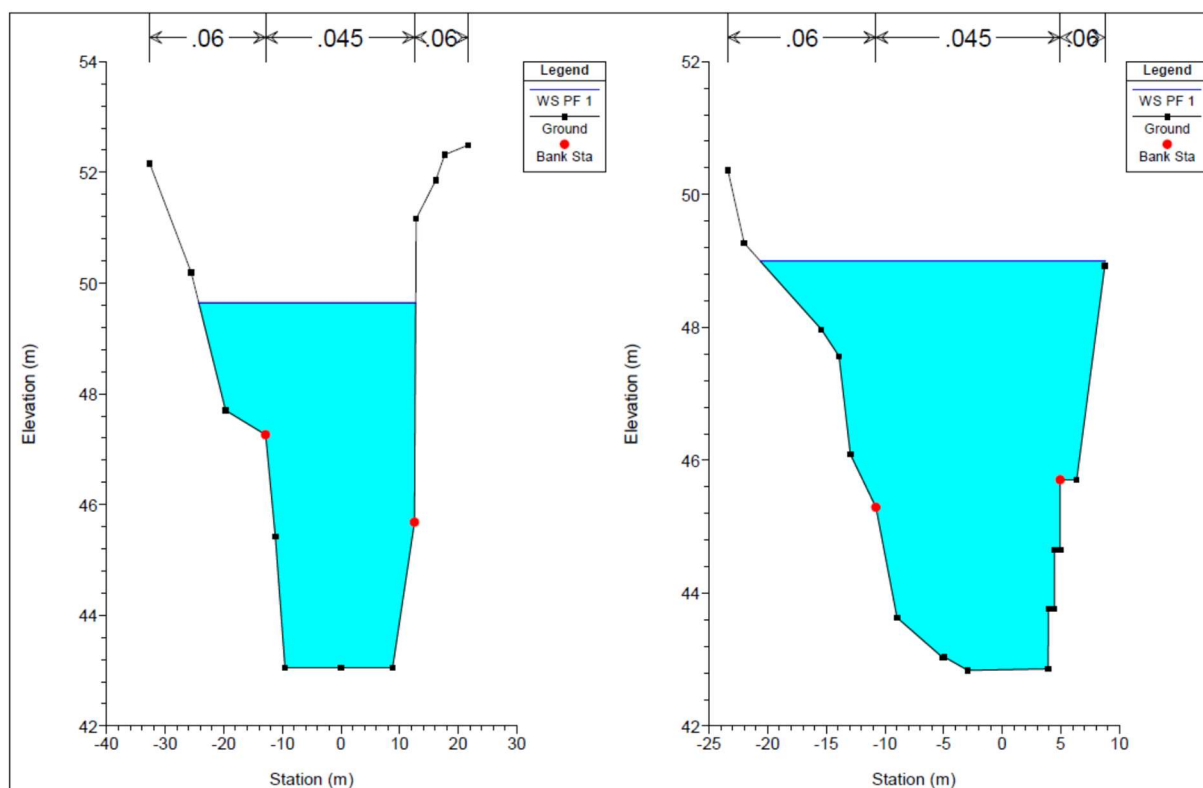 .06 .045 .06
54
52
50
48
46
44
42
Elevation (m)
-40 -30 -20 -10 0 10 20 30
Station (m)
Legend
WS PF 1
Ground
Bank Sta
.06 .045 .06
52
50
48
46
44
42
Elevation (m)
-25 -20 -15 -10 -5 0 5 10
Station (m)
Legend
WS PF 1
Ground
Bank Sta